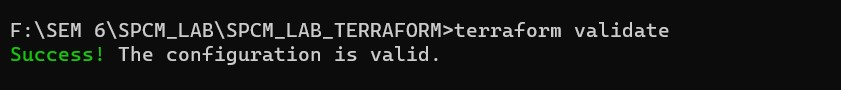 F:\SEM 6\SPCM_LAB\SPCM_LAB_TERRAFORM>terraform validate
Success! The configuration is valid.